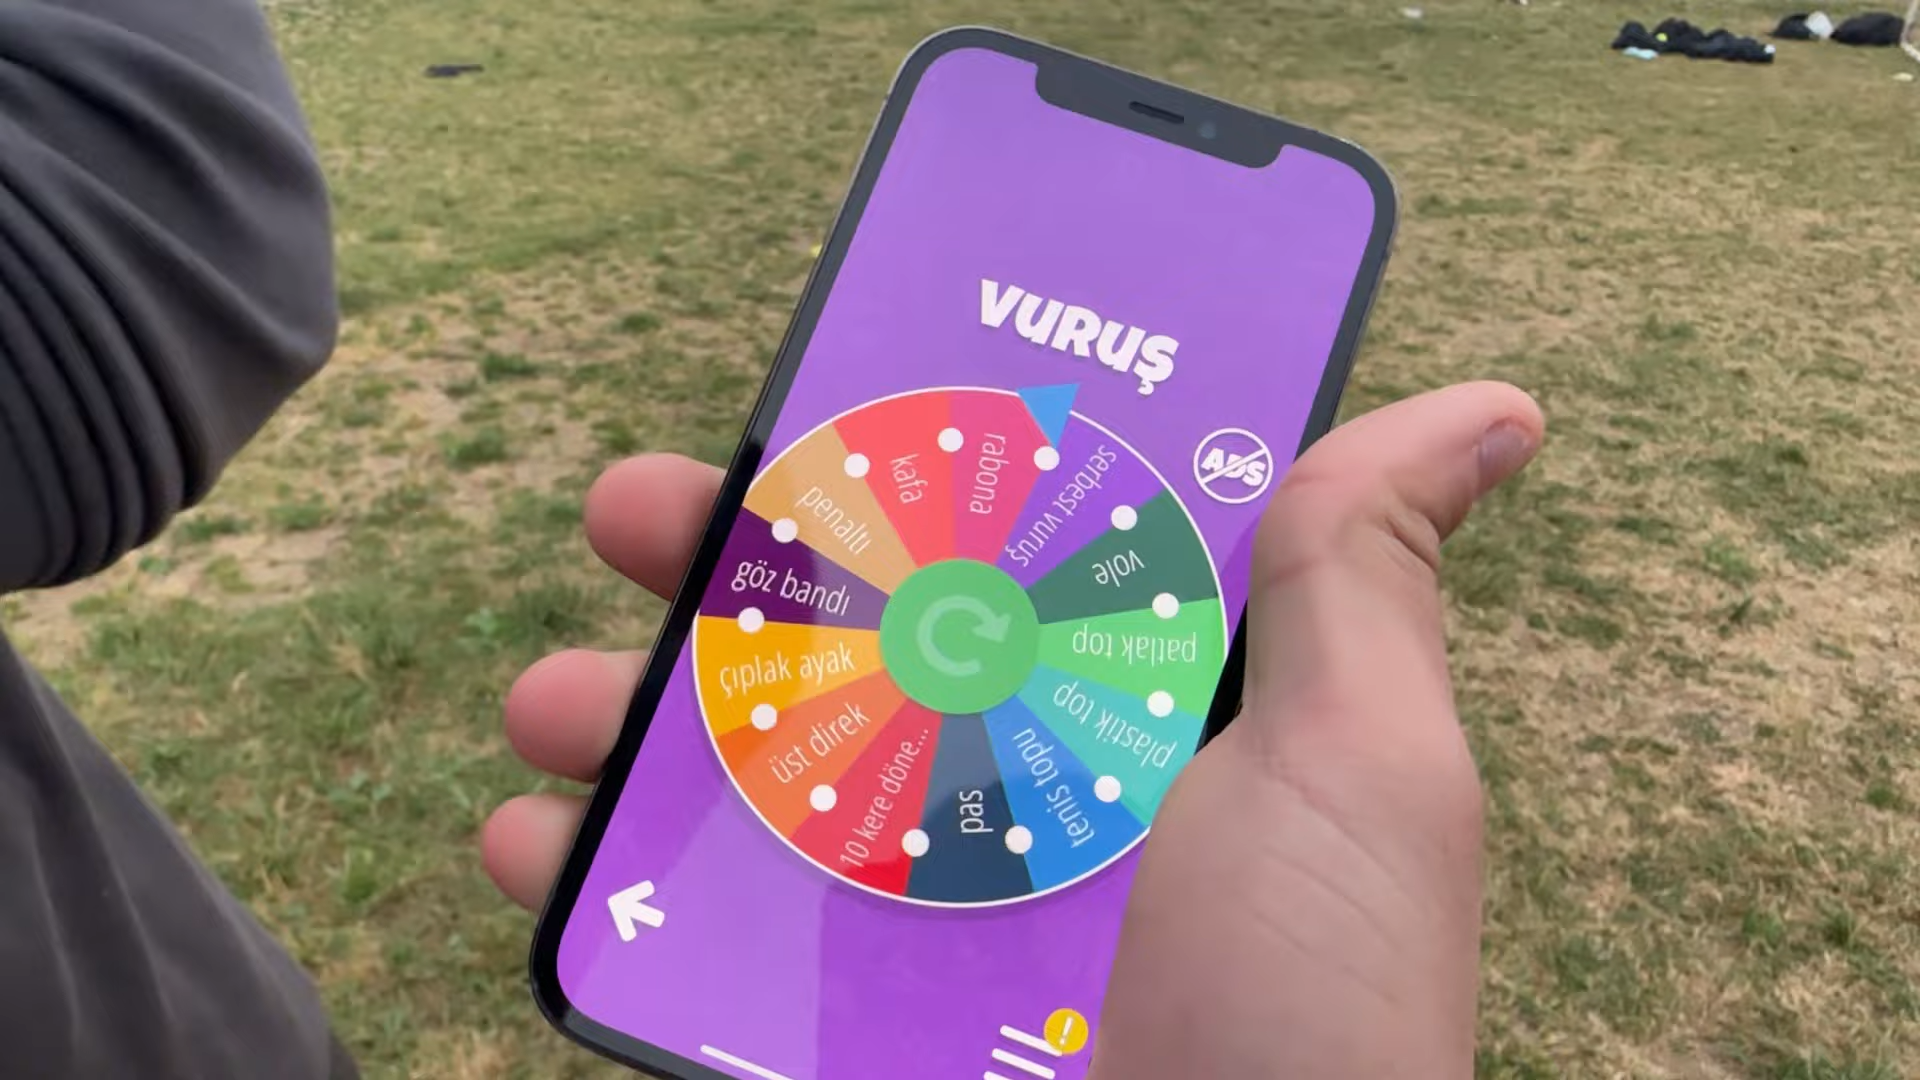 VURUŞ
ADS
serbest vuruş
vole
patlak top
plastik top
tenis topu
pas
10 kere döne...
üst direk
çıplak ayak
göz bandı
penaltı
kafa
rabona
!